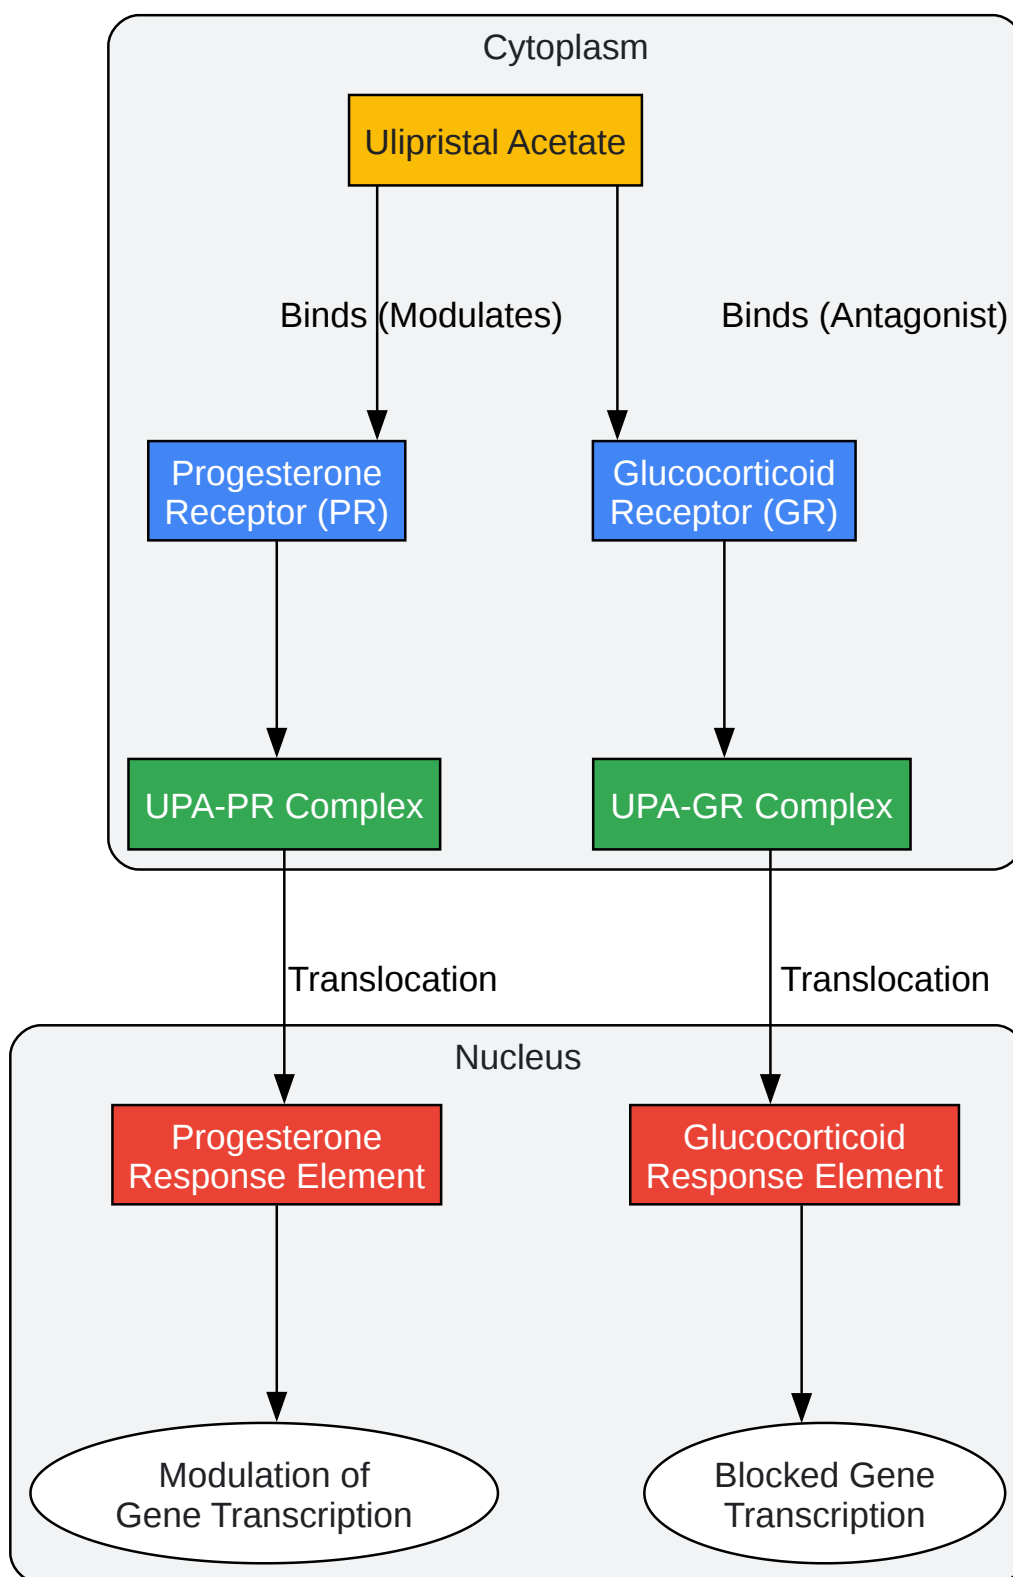 Cytoplasm
Ulipristal Acetate
Binds (Modulates)
Binds (Antagonist)
Progesterone
Receptor (PR)
Glucocorticoid
Receptor (GR)
UPA-PR Complex
UPA-GR Complex
Translocation
Translocation
Nucleus
Progesterone
Response Element
Glucocorticoid
Response Element
Modulation of
Gene Transcription
Blocked Gene
Transcription